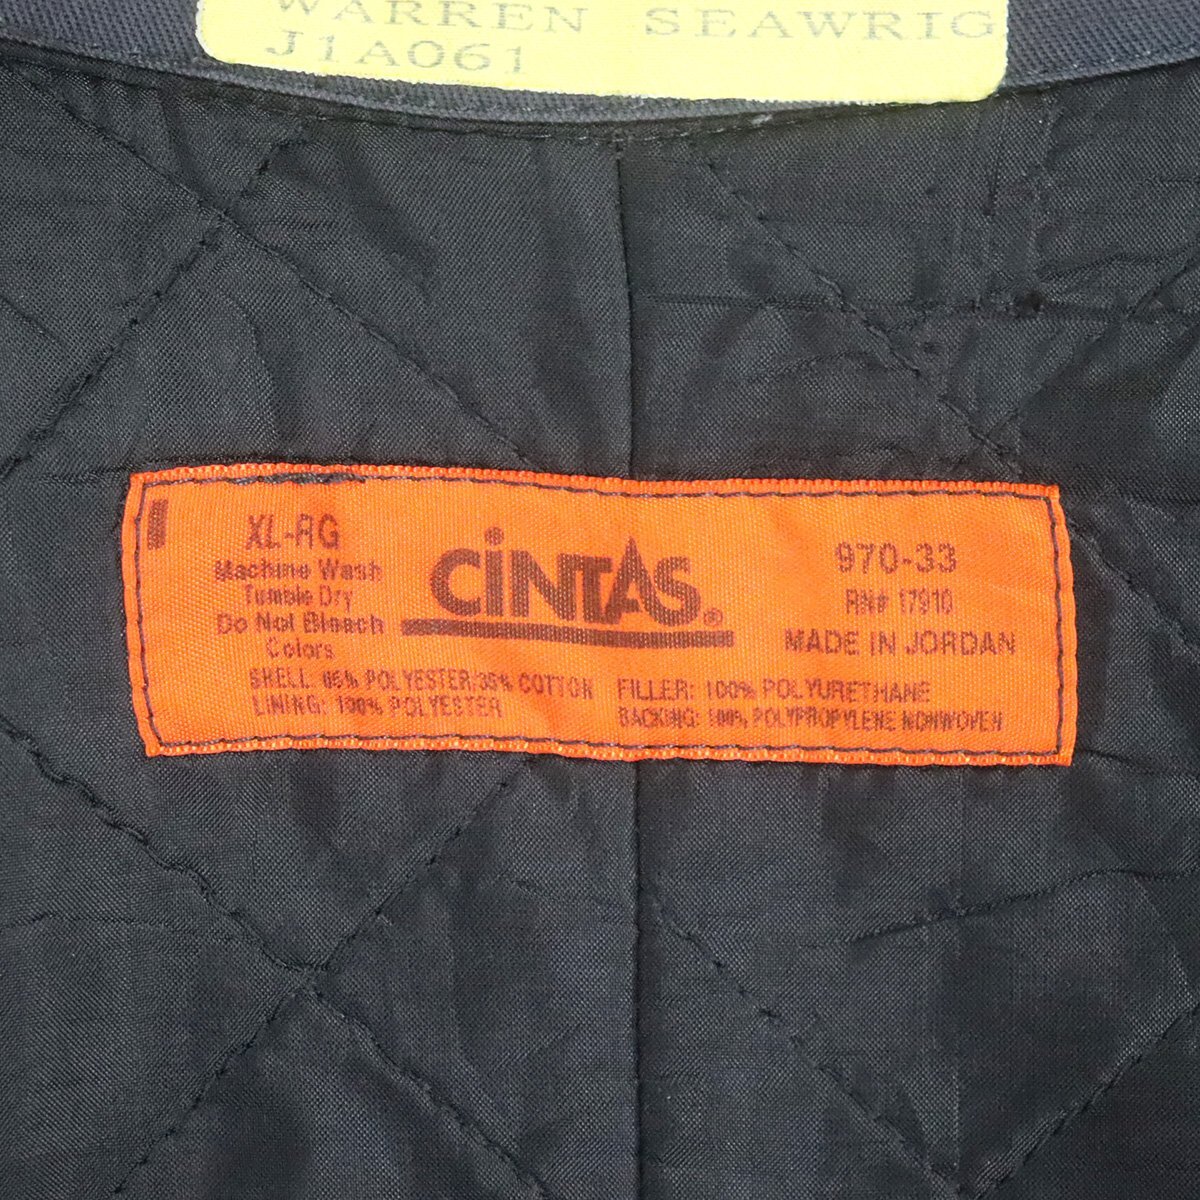 WARREN SEAWRIG
J1A061
XL-RG
Machine Wash
Tumble Dry
Do Not Bleach
Colors
CiNTAS®
970-33
RN# 17910
MADE IN JORDAN
SHELL: 65% POLYESTER/35% COTTON
LINING: 100% POLYESTER
FILLER: 100% POLYURETHANE
BACKING: 100% POLYPROPYLENE NONWOVEN